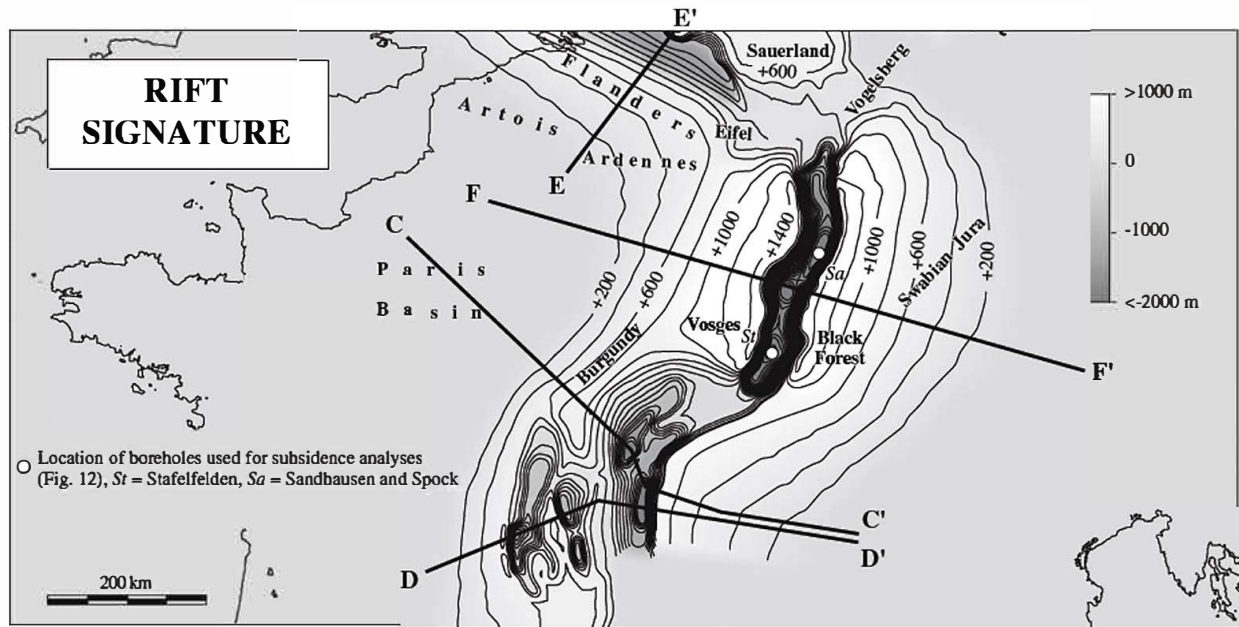 E'
RIFT
SIGNATURE
Sauerland
+600
Vogelsberg
>1000 m
0
-1000
<-2000 m
Flanders
Artois
Eifel
Ardennes
E
F
C
+1000
+1400
+1000
+600
+200
Swabian Jura
Sa
Paris
Basin
+200
+600
Vosges
St
Black
Forest
Burgundy
F'
Location of boreholes used for subsidence analyses
(Fig. 12), St = Stafelfelden, Sa = Sandhausen and Spock
C'
D'
D
200 km